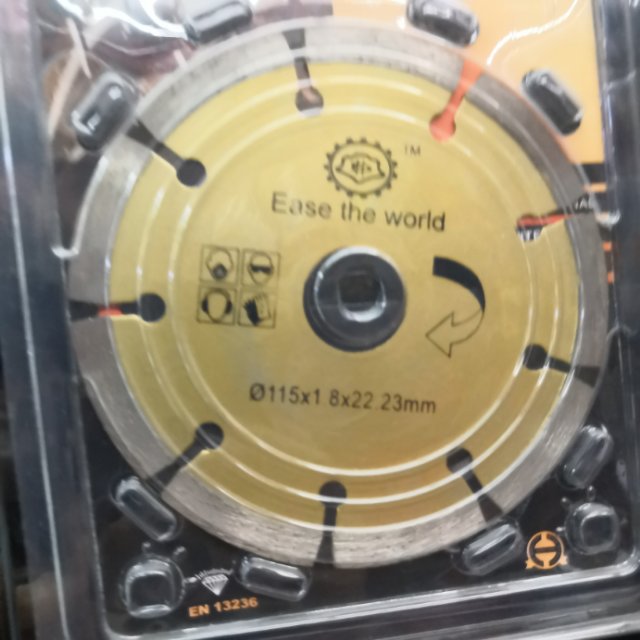 TM
Ease the world
Ø115x1.8x22.23mm
EN 13236